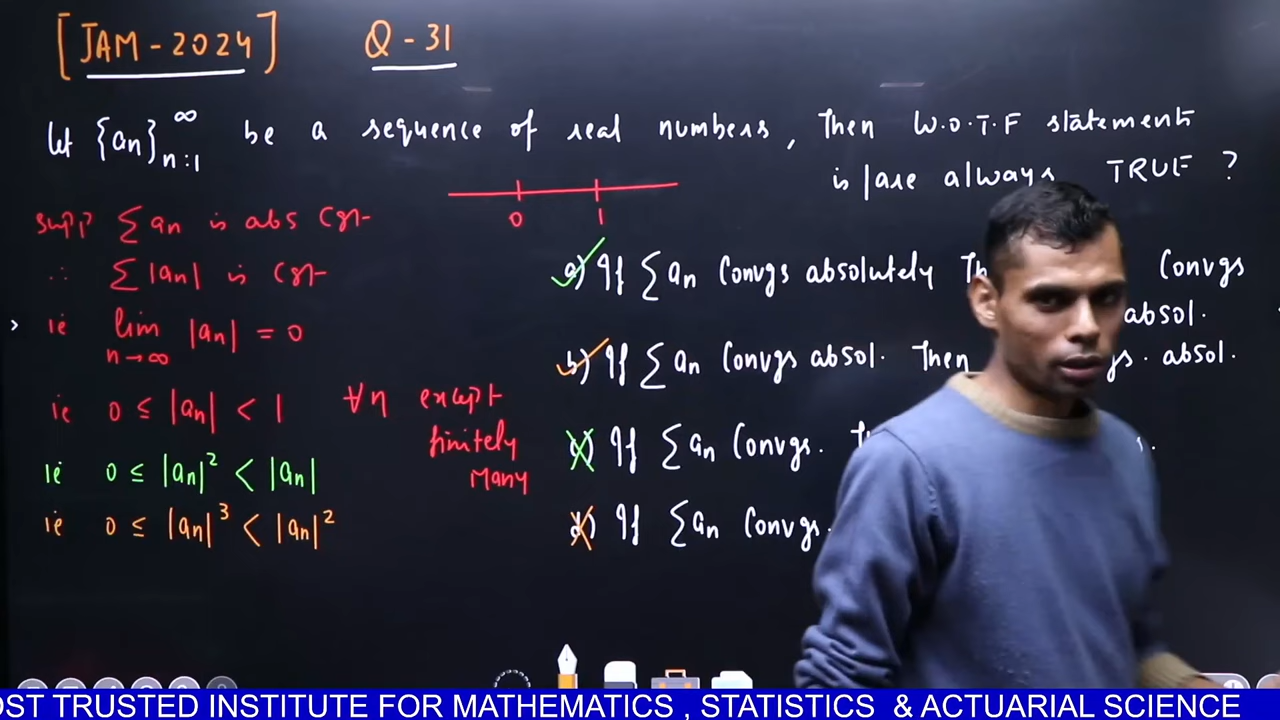 [JAM-2024] Q-31
Let {an}∞n=1 be a sequence of real numbers, Then W.O.T.F statements
is/are always TRUE ?
0 1
supp ∑an is abs Cgt
∴ ∑|an| is Cgt
ie lim n→∞ |an| = 0
ie 0 ≤ |an| < 1 ∀n except
finitely
Many
ie 0 ≤ |an|² < |an|
ie 0 ≤ |an|³ < |an|²
a) If ∑an Convgs absolutely Convgs
absol.
b) If ∑an Convgs absol. Then absol.
If ∑an Convgs.
d) If ∑an Convgs.
OST TRUSTED INSTITUTE FOR MATHEMATICS , STATISTICS & ACTUARIAL SCIENCE